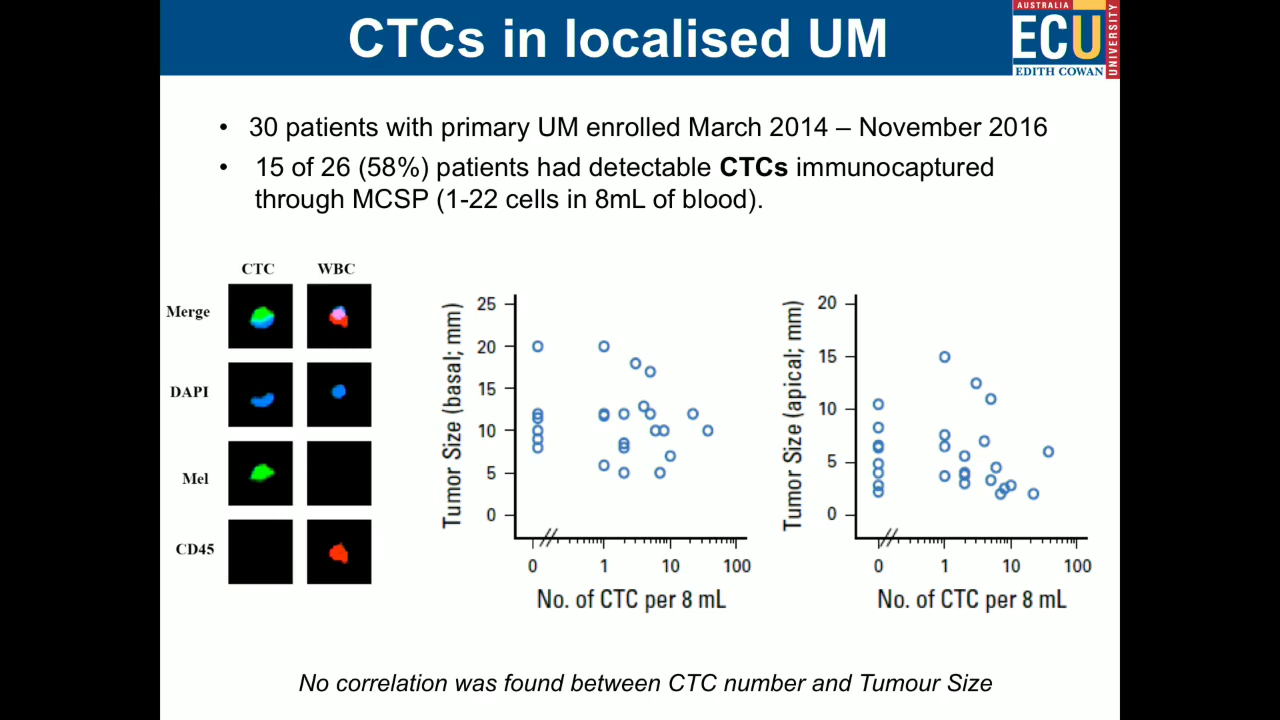 CTCs in localised UM
AUSTRALIA
ECU
EDITH COWAN
UNIVERSITY
• 30 patients with primary UM enrolled March 2014 – November 2016
• 15 of 26 (58%) patients had detectable CTCs immunocaptured
through MCSP (1-22 cells in 8mL of blood).
CTC WBC
Merge
DAPI
Mel
CD45
Tumor Size (basal; mm)
25
20
15
10
5
0
0 1 10 100
No. of CTC per 8 mL
Tumor Size (apical; mm)
20
15
10
5
0
0 1 10 100
No. of CTC per 8 mL
No correlation was found between CTC number and Tumour Size